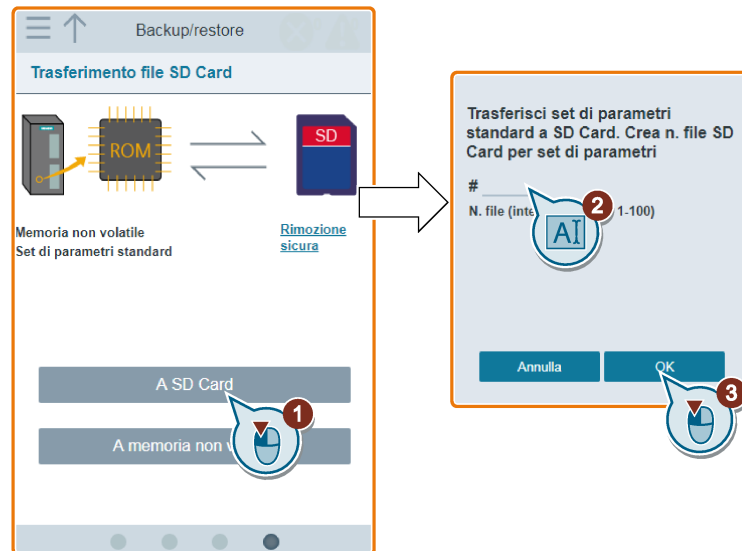 Backup/restore
Trasferimento file SD Card
ROM
SD
Memoria non volatile
Set di parametri standard
Rimozione
sicura
A SD Card
1
A memoria non
Trasferisci set di parametri
standard a SD Card. Crea n. file SD
Card per set di parametri
#
N. file 1-100)
AI
2
Annulla
OK
3